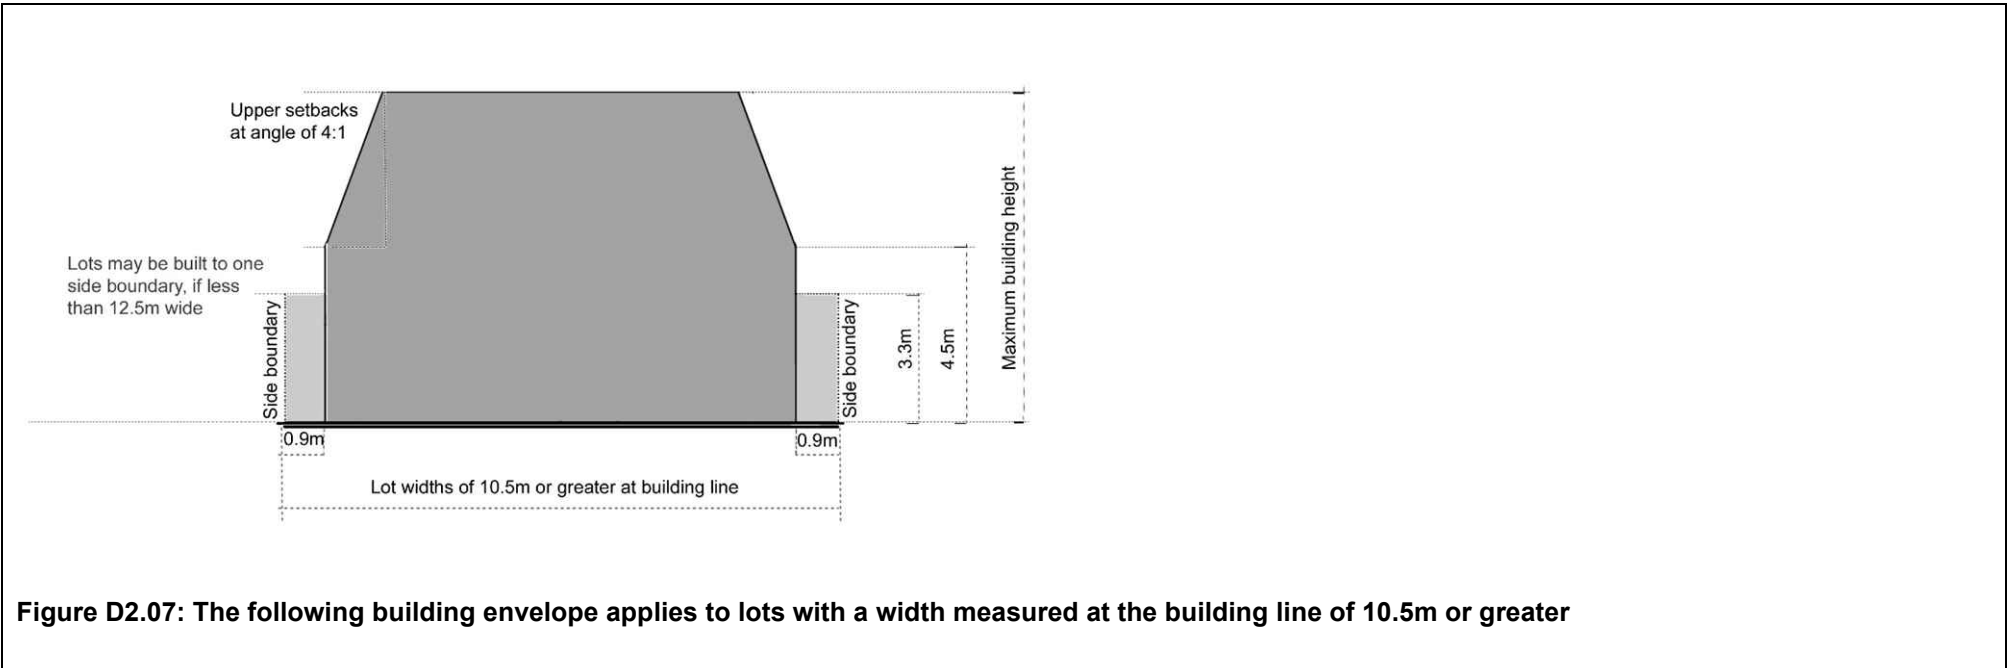 Upper setbacks
at angle of 4:1
Lots may be built to one
side boundary, if less
than 12.5m wide
Side boundary
Side boundary
3.3m
4.5m
Maximum building height
0.9m
0.9m
Lot widths of 10.5m or greater at building line
Figure D2.07: The following building envelope applies to lots with a width measured at the building line of 10.5m or greater